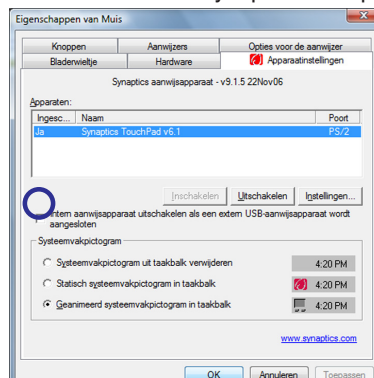 Eigenschappen van Muis
Knoppen Aanwijzers Opties voor de aanwijzer
Bladerwieltje Hardware Apparaatinstellingen
Synaptics aanwijsapparaat - v9.1.5 22Nov06
Apparaten:
Ingesc... Naam Poort
Ja Synaptics TouchPad v6.1 PS/2
Inschakelen Uitschakelen Instellingen...
Intern aanwijsapparaat uitschakelen als een extern USB-aanwijsapparaat wordt
aangesloten
Systeemvakpictogram
Systeemvakpictogram uit taakbalk verwijderen 4:20 PM
Statisch systeemvakpictogram in taakbalk 4:20 PM
Geanimeerd systeemvakpictogram in taakbalk 4:20 PM
www.synaptics.com
OK Annuleren Toepassen